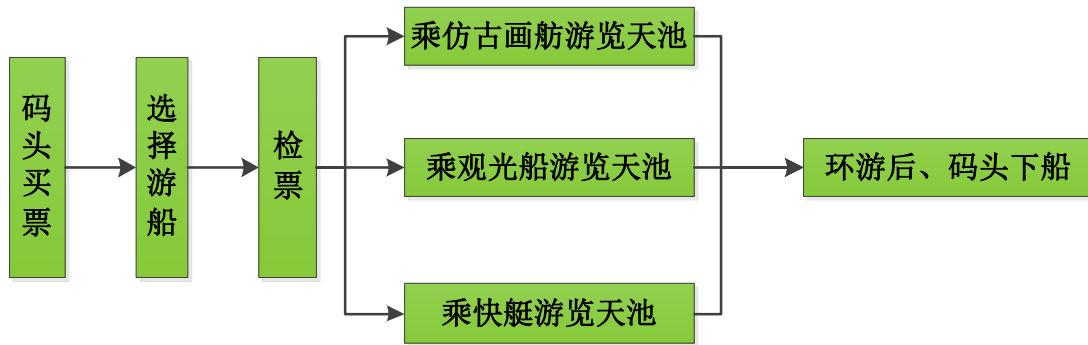 码头买票
选择游船
检票
乘仿古画舫游览天池
乘观光船游览天池
乘快艇游览天池
环游后、码头下船